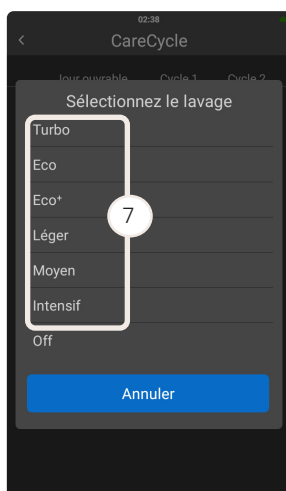 02:38
CareCycle
Jour ouvrable Cycle 1 Cycle 2
Sélectionnez le lavage
Turbo
Eco
Eco⁺
7
Léger
Moyen
Intensif
Off
Annuler